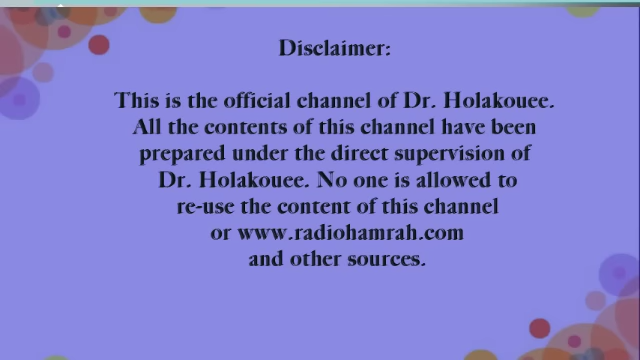 Disclaimer:
This is the official channel of Dr. Holakouee.
All the contents of this channel have been
prepared under the direct supervision of
Dr. Holakouee. No one is allowed to
re-use the content of this channel
or www.radiohamrah.com
and other sources.